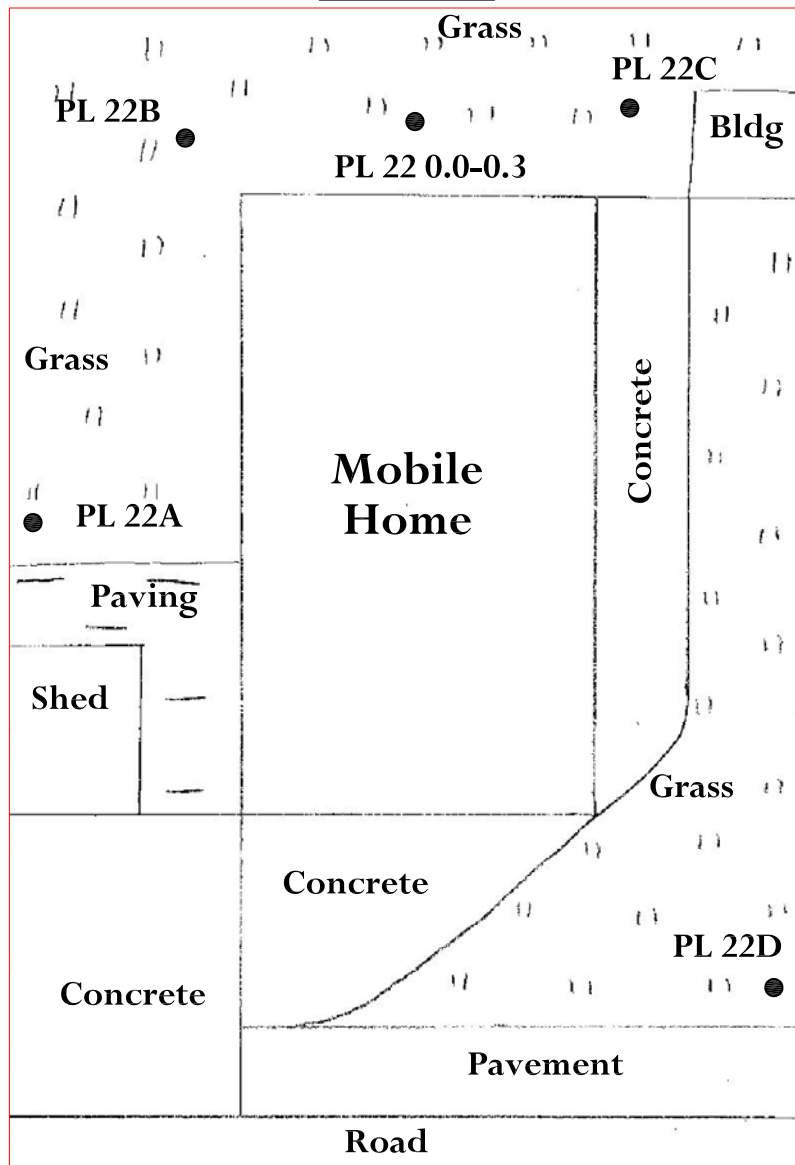 Grass
PL 22C
PL 22B
Bldg
PL 22 0.0-0.3
Grass
Concrete
Mobile
Home
PL 22A
Paving
Shed
Grass
Concrete
PL 22D
Concrete
Pavement
Road